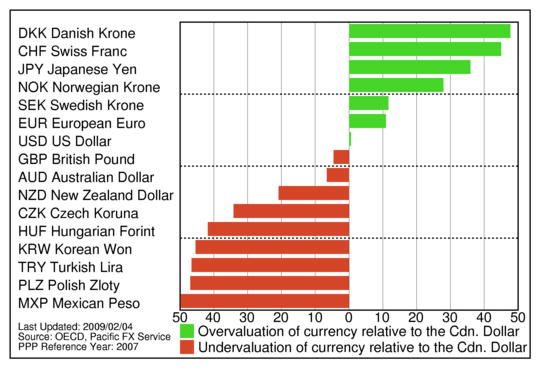 DKK Danish Krone
CHF Swiss Franc
JPY Japanese Yen
NOK Norwegian Krone
SEK Swedish Krone
EUR European Euro
USD US Dollar
GBP British Pound
AUD Australian Dollar
NZD New Zealand Dollar
CZK Czech Koruna
HUF Hungarian Forint
KRW Korean Won
TRY Turkish Lira
PLZ Polish Zloty
MXP Mexican Peso
50 40 30 20 10 0 10 20 30 40 50
Last Updated: 2009/02/04
Source: OECD, Pacific FX Service
PPP Reference Year: 2007
Overvaluation of currency relative to the Cdn. Dollar
Undervaluation of currency relative to the Cdn. Dollar